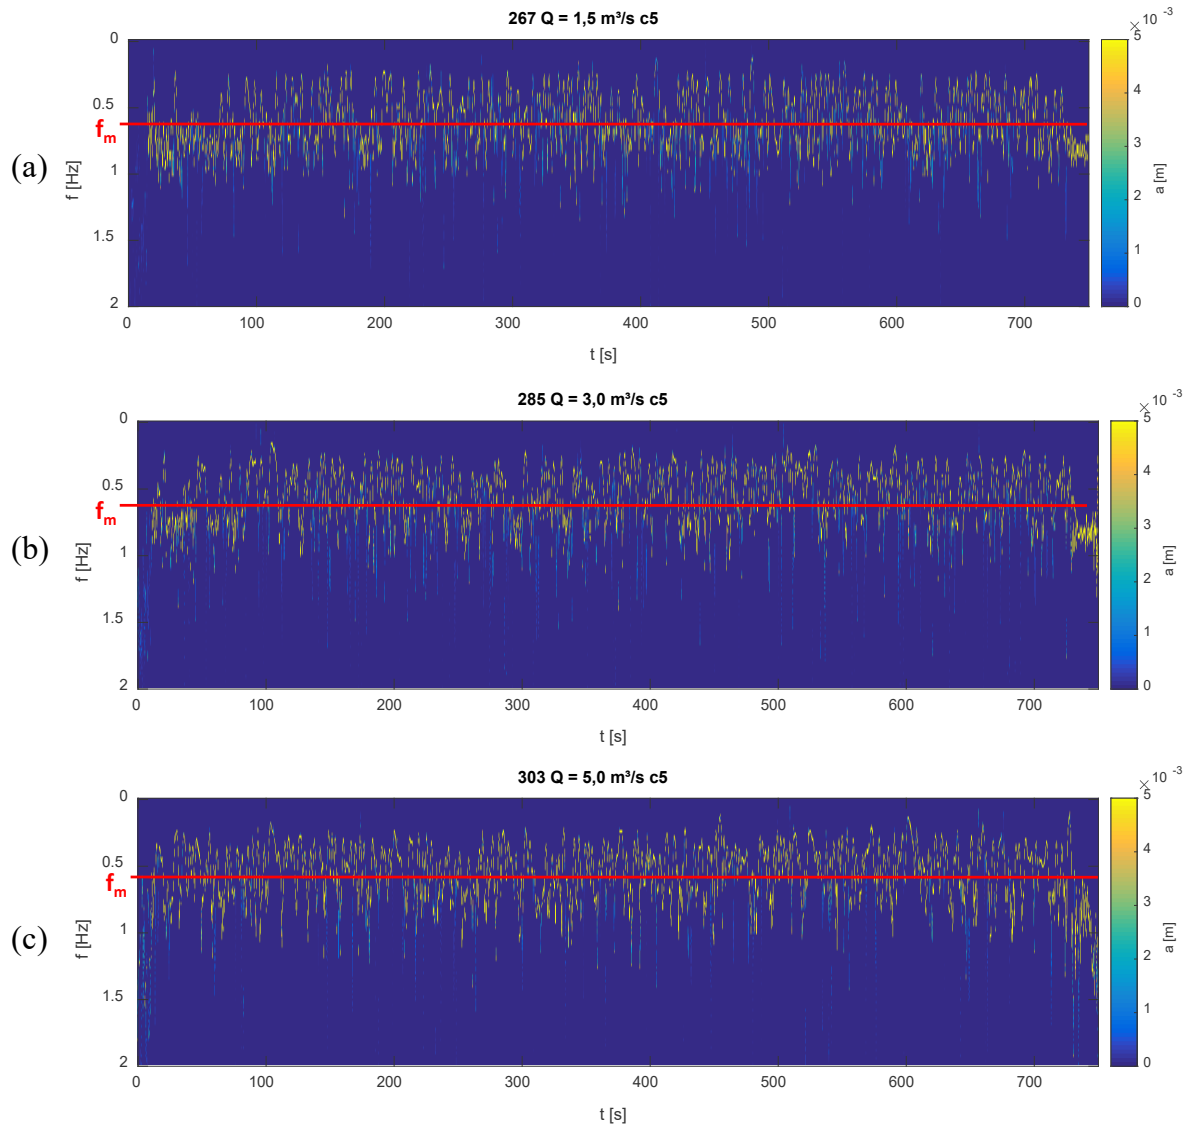 267 Q = 1,5 m³/s c5
× 10 -3
(a)
f [Hz]
0
0.5
fm
1
1.5
2
0 100 200 300 400 500 600 700
t [s]
5
4
3
2
1
0
a [m]
285 Q = 3,0 m³/s c5
× 10 -3
(b)
f [Hz]
0
0.5
fm
1
1.5
2
0 100 200 300 400 500 600 700
t [s]
5
4
3
2
1
0
a [m]
303 Q = 5,0 m³/s c5
× 10 -3
(c)
f [Hz]
0
0.5
fm
1
1.5
2
0 100 200 300 400 500 600 700
t [s]
5
4
3
2
1
0
a [m]